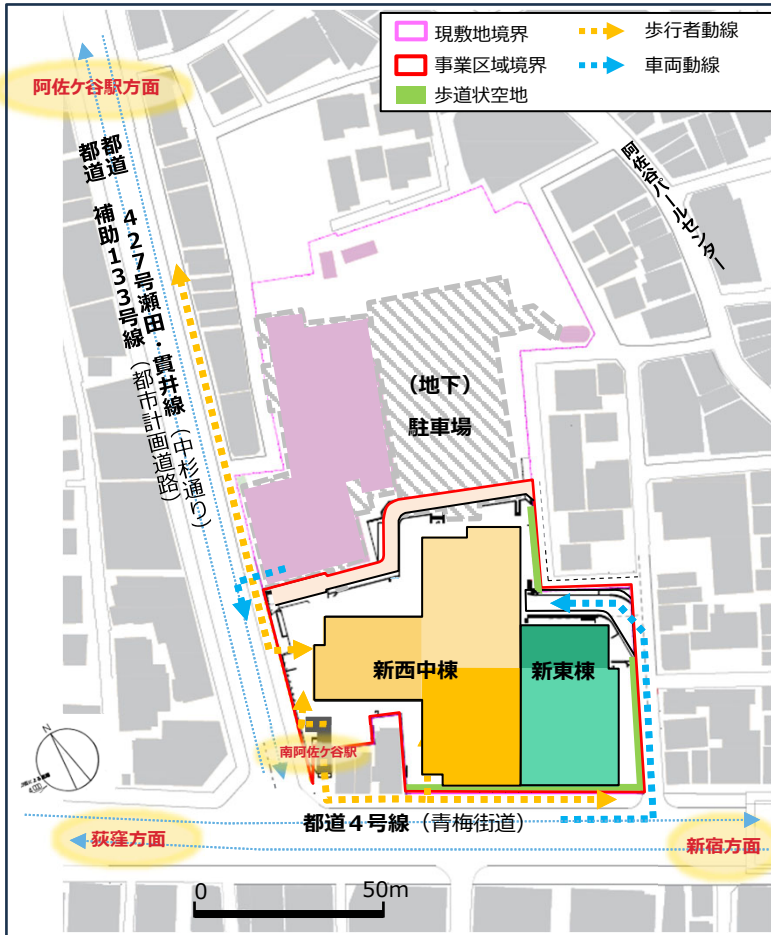 現敷地境界
歩行者動線
事業区域境界
車両動線
歩道状空地
阿佐ケ谷駅方面
都道 427号瀬田・貫井線（中杉通り）
都道 補助133号線（都市計画道路）
阿佐谷パールセンター
（地下）
駐車場
新西中棟
新東棟
南阿佐ケ谷駅
N
都道４号線（青梅街道）
荻窪方面
新宿方面
0
50m